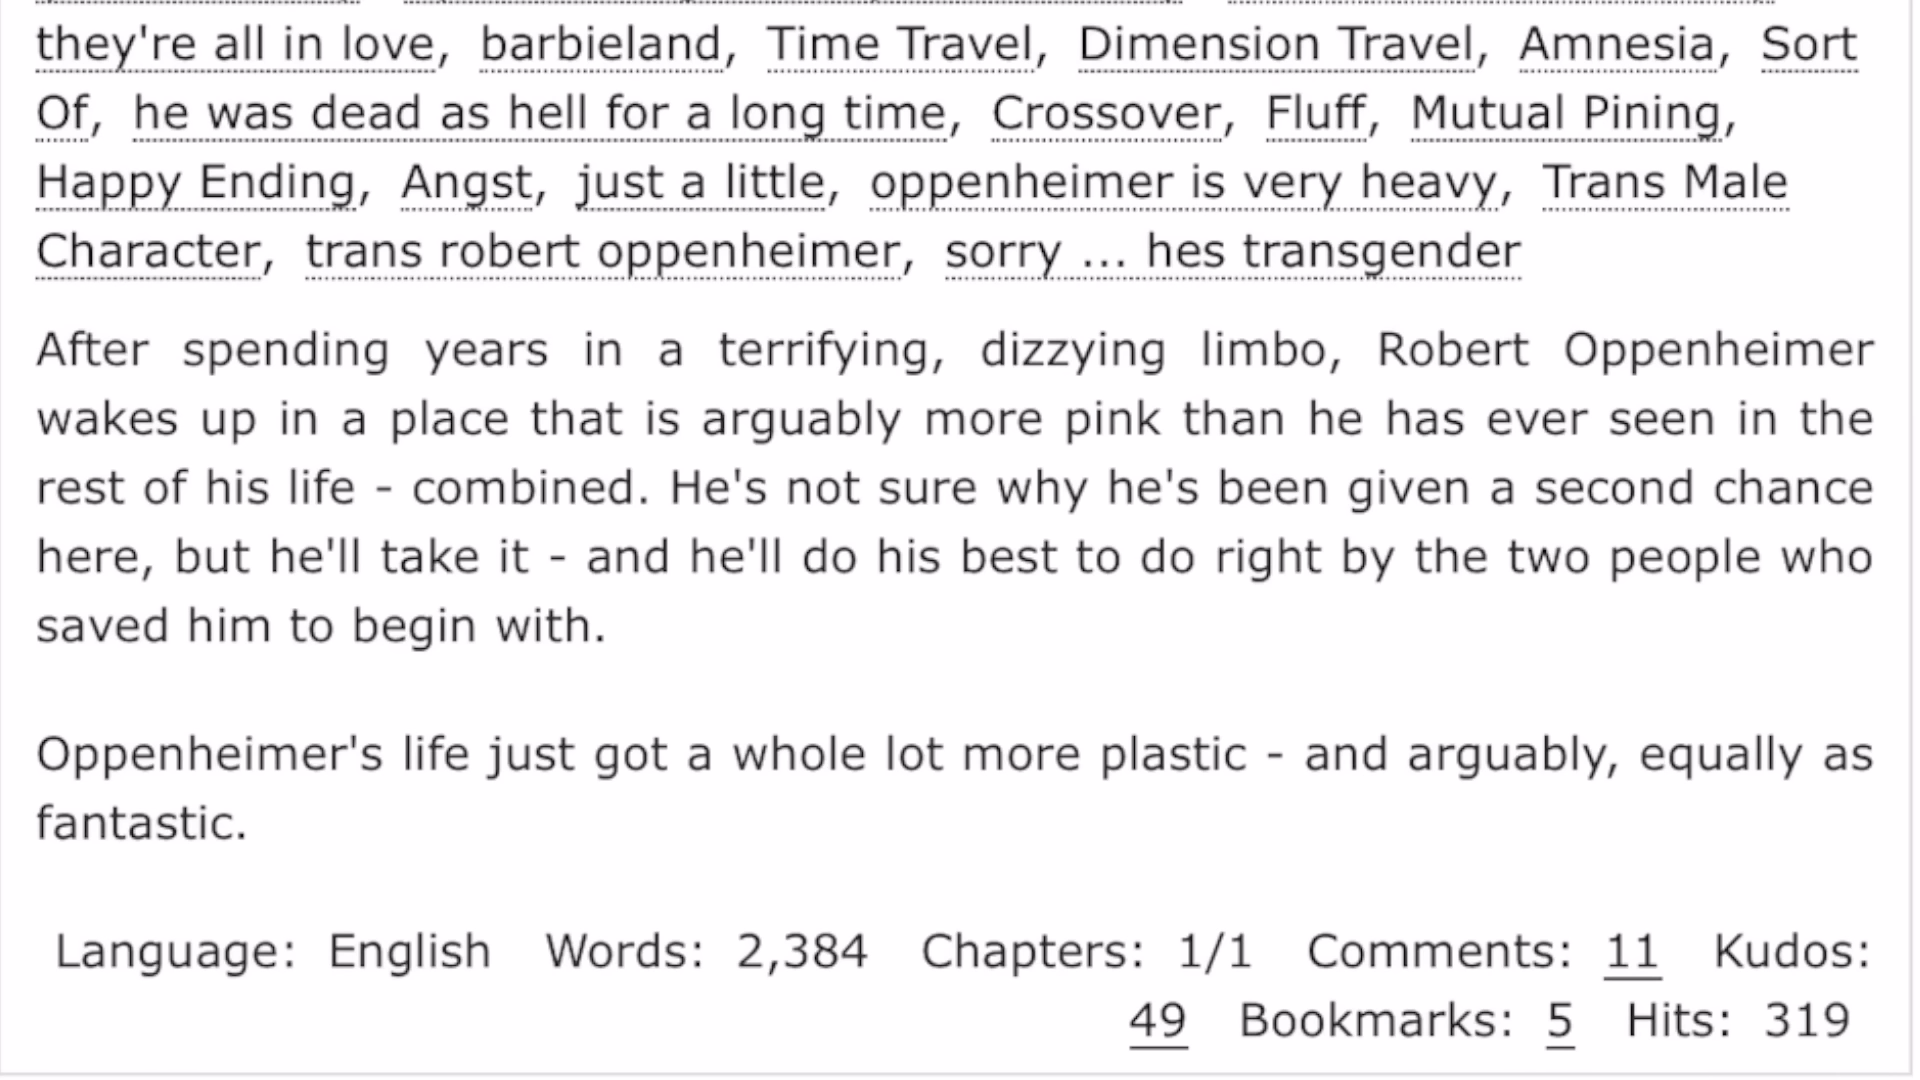 they're all in love, barbieland, Time Travel, Dimension Travel, Amnesia, Sort
Of, he was dead as hell for a long time, Crossover, Fluff, Mutual Pining,
Happy Ending, Angst, just a little, oppenheimer is very heavy, Trans Male
Character, trans robert oppenheimer, sorry ... hes transgender
After spending years in a terrifying, dizzying limbo, Robert Oppenheimer
wakes up in a place that is arguably more pink than he has ever seen in the
rest of his life - combined. He's not sure why he's been given a second chance
here, but he'll take it - and he'll do his best to do right by the two people who
saved him to begin with.
Oppenheimer's life just got a whole lot more plastic - and arguably, equally as
fantastic.
Language: English Words: 2,384 Chapters: 1/1 Comments: 11 Kudos:
49 Bookmarks: 5 Hits: 319